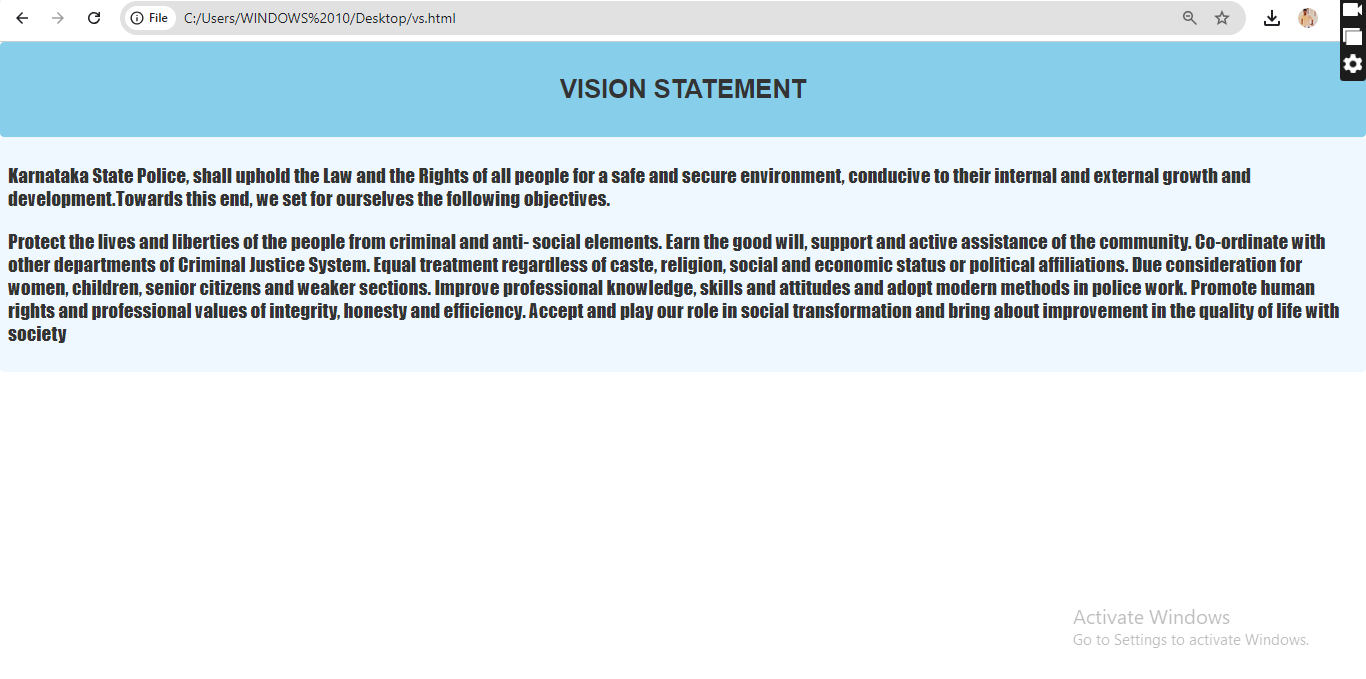 File C:/Users/WINDOWS%2010/Desktop/vs.html
VISION STATEMENT
Karnataka State Police, shall uphold the Law and the Rights of all people for a safe and secure environment, conducive to their internal and external growth and
development.Towards this end, we set for ourselves the following objectives.
Protect the lives and liberties of the people from criminal and anti- social elements. Earn the good will, support and active assistance of the community. Co-ordinate with
other departments of Criminal Justice System. Equal treatment regardless of caste, religion, social and economic status or political affiliations. Due consideration for
women, children, senior citizens and weaker sections. Improve professional knowledge, skills and attitudes and adopt modern methods in police work. Promote human
rights and professional values of integrity, honesty and efficiency. Accept and play our role in social transformation and bring about improvement in the quality of life with
society
Activate Windows
Go to Settings to activate Windows.